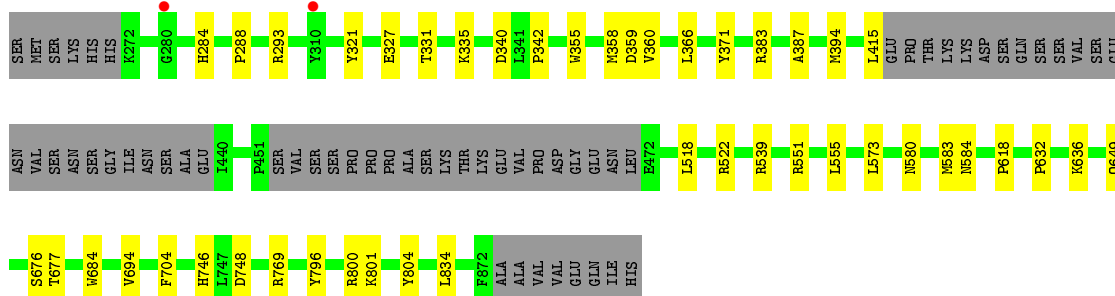 SER MET SER LYS HIS HIS K272 G280 H284 P288 R293 Y310 Y321 E327 T331 K335 D340 L341 P342 W355 M358 D359 V360 L366 Y371 R383 A387 M394 L415 GLU PRO THR LYS LYS ASP SER GLN SER SER VAL SER GLU
ASN VAL SER ASN SER GLY ILE ASN SER ALA GLU I440 P451 SER VAL SER SER PRO PRO PRO ALA SER LYS THR LYS GLU VAL PRO ASP GLY GLU ASN LEU E472 L518 R522 R539 R551 L555 L573 N580 M583 N584 P618 P632 K636
S676 T677 W684 V694 F704 H746 L747 D748 R769 Y796 R800 K801 Y804 L834 F872 ALA ALA VAL VAL GLU GLN ILE HIS